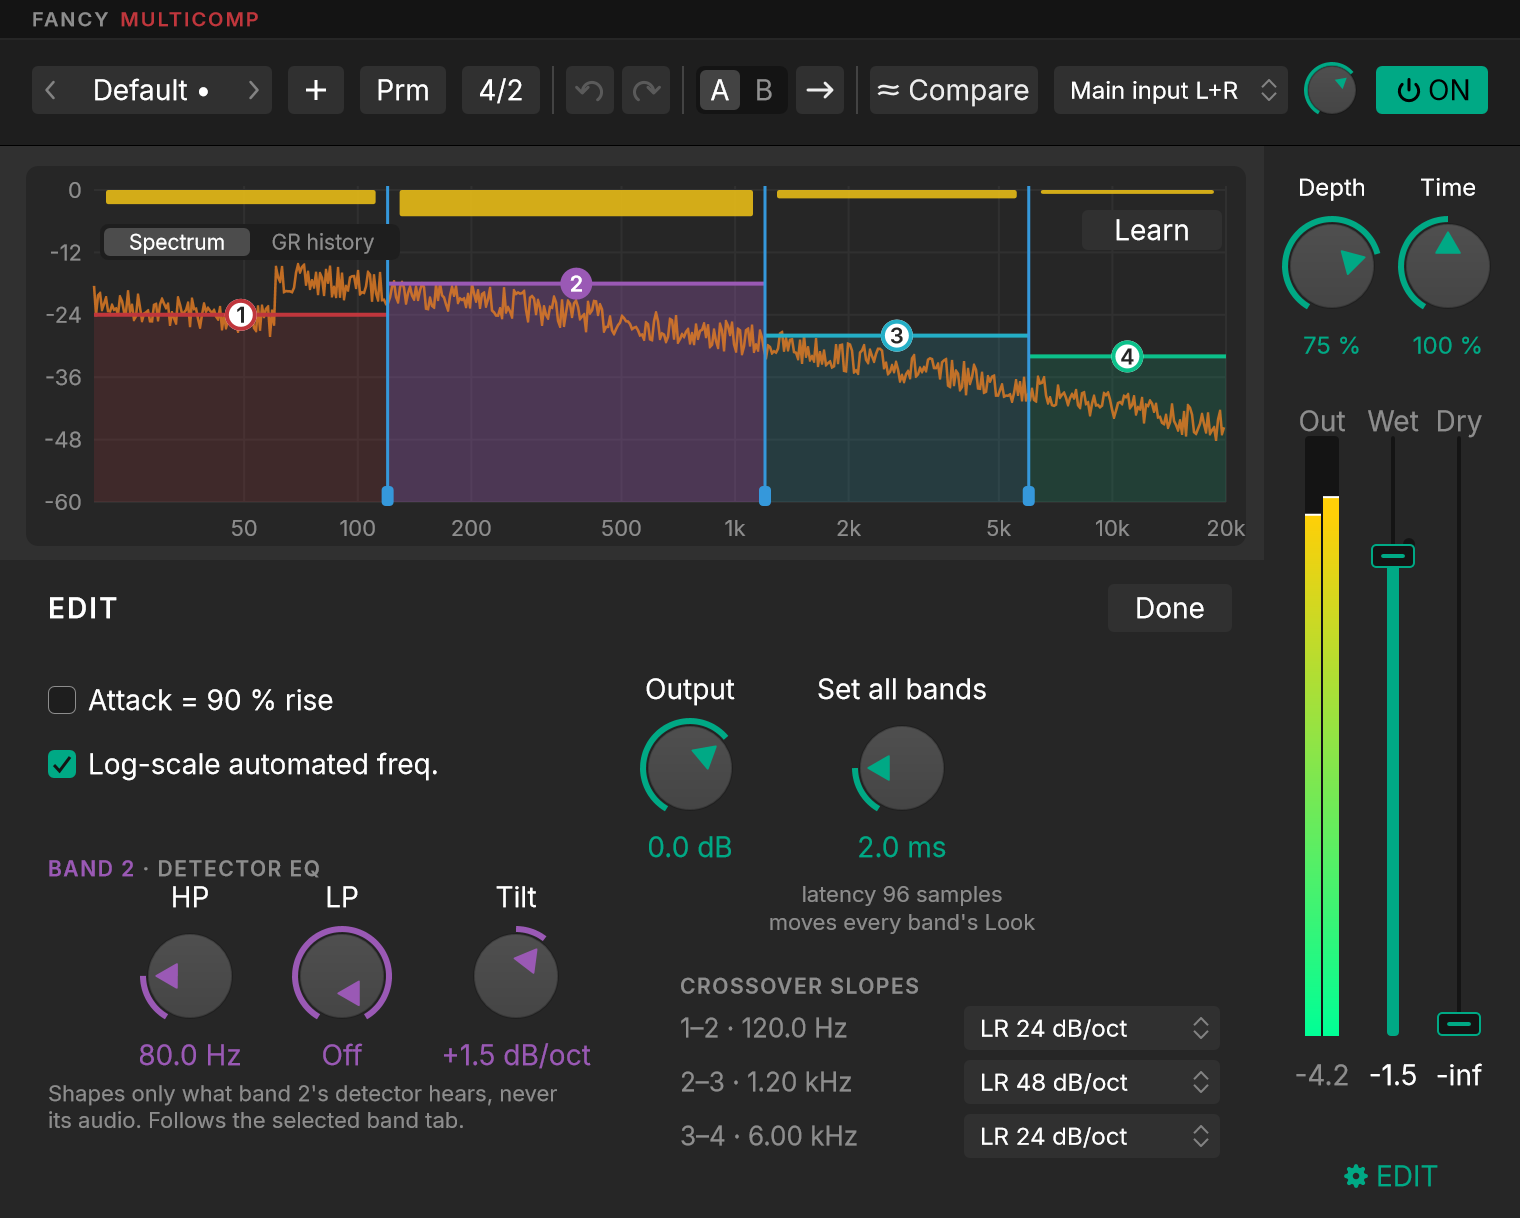 FANCY MULTICOMP
Default •
+
Prm
4/2
A B
→
≈ Compare
Main input L+R
ON
0
-12
-24
-36
-48
-60
Spectrum
GR history
Learn
1
2
3
4
50 100 200 500 1k 2k 5k 10k 20k
Depth Time
75 % 100 %
Out Wet Dry
-4.2 -1.5 -inf
EDIT
EDIT
Done
Attack = 90 % rise
Log-scale automated freq.
Output
0.0 dB
Set all bands
2.0 ms
latency 96 samples
moves every band's Look
BAND 2 · DETECTOR EQ
HP LP Tilt
80.0 Hz Off +1.5 dB/oct
Shapes only what band 2's detector hears, never
its audio. Follows the selected band tab.
CROSSOVER SLOPES
1–2 · 120.0 Hz LR 24 dB/oct
2–3 · 1.20 kHz LR 48 dB/oct
3–4 · 6.00 kHz LR 24 dB/oct